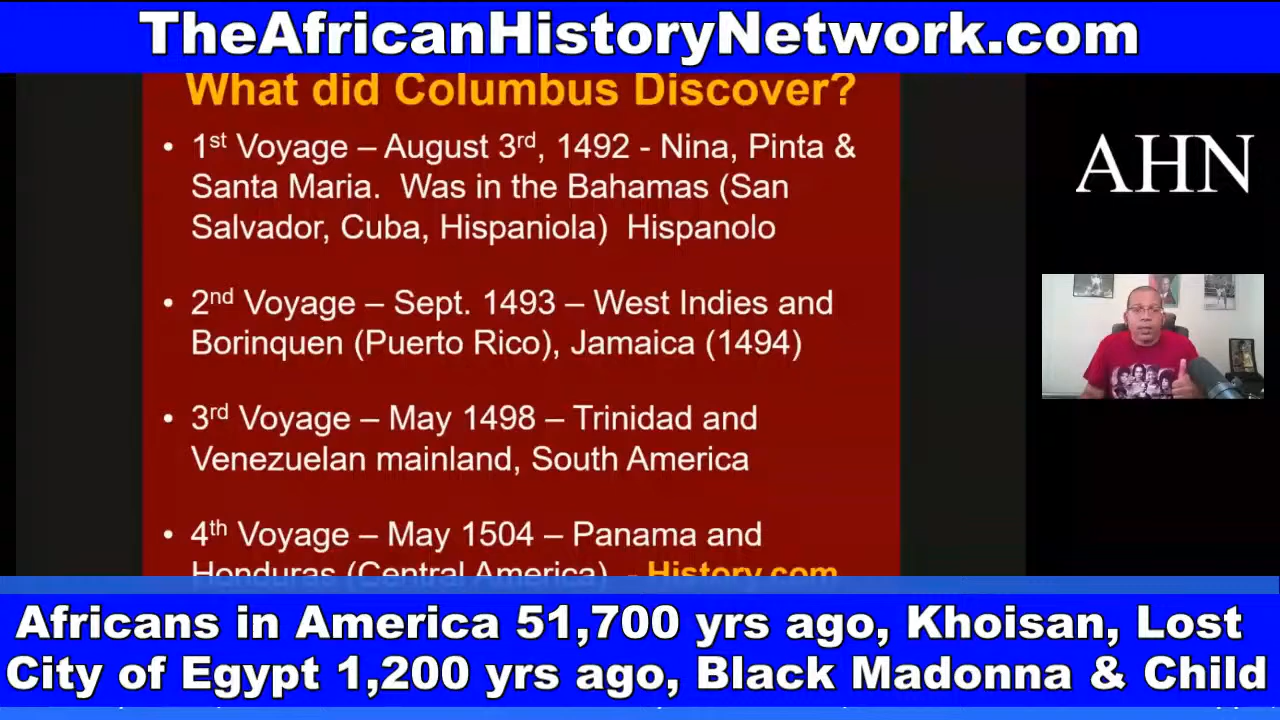 TheAfricanHistoryNetwork.com
What did Columbus Discover?
• 1st Voyage – August 3rd, 1492 - Nina, Pinta &
Santa Maria. Was in the Bahamas (San
Salvador, Cuba, Hispaniola) Hispanolo
• 2nd Voyage – Sept. 1493 – West Indies and
Borinquen (Puerto Rico), Jamaica (1494)
• 3rd Voyage – May 1498 – Trinidad and
Venezuelan mainland, South America
• 4th Voyage – May 1504 – Panama and
Honduras (Central America) - History.com
AHN
Africans in America 51,700 yrs ago, Khoisan, Lost
City of Egypt 1,200 yrs ago, Black Madonna & Child